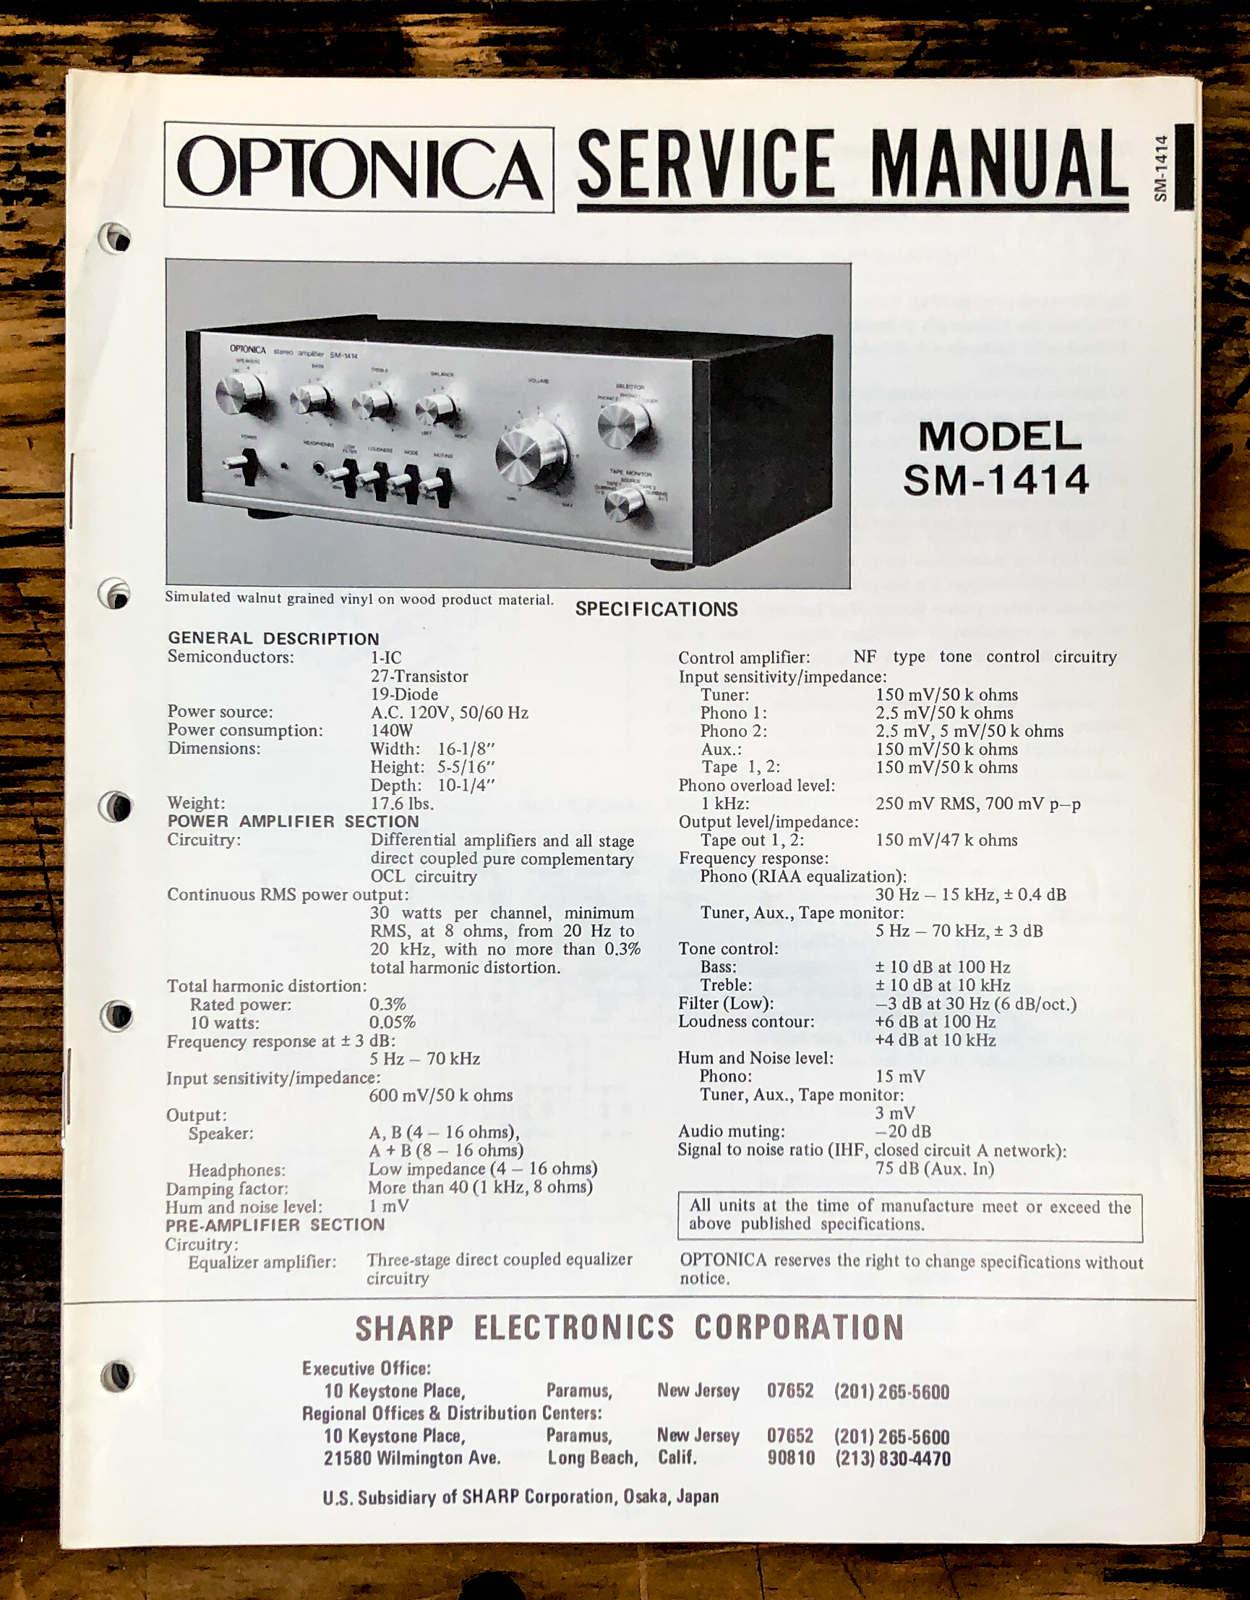 OPTONICA SERVICE MANUAL
SM-1414
OPTONICA stereo amplifier SM-1414
BASS
TREBLE
BALANCE
VOLUME
SELECTOR
POWER
HEADPHONES
LOW FILTER
LOUDNESS
MODE
MUTING
TAPE MONITOR
SOURCE
MODEL
SM-1414
Simulated walnut grained vinyl on wood product material.
SPECIFICATIONS
GENERAL DESCRIPTION
Semiconductors: 1-IC
27-Transistor
19-Diode
Power source: A.C. 120V, 50/60 Hz
Power consumption: 140W
Dimensions: Width: 16-1/8"
Height: 5-5/16"
Depth: 10-1/4"
Weight: 17.6 lbs.
POWER AMPLIFIER SECTION
Circuitry: Differential amplifiers and all stage
direct coupled pure complementary
OCL circuitry
Continuous RMS power output:
30 watts per channel, minimum
RMS, at 8 ohms, from 20 Hz to
20 kHz, with no more than 0.3%
total harmonic distortion.
Total harmonic distortion:
Rated power: 0.3%
10 watts: 0.05%
Frequency response at ± 3 dB:
5 Hz – 70 kHz
Input sensitivity/impedance:
600 mV/50 k ohms
Output:
Speaker: A, B (4 – 16 ohms),
A + B (8 – 16 ohms)
Headphones: Low impedance (4 – 16 ohms)
Damping factor: More than 40 (1 kHz, 8 ohms)
Hum and noise level: 1 mV
PRE-AMPLIFIER SECTION
Circuitry:
Equalizer amplifier: Three-stage direct coupled equalizer
circuitry
Control amplifier: NF type tone control circuitry
Input sensitivity/impedance:
Tuner: 150 mV/50 k ohms
Phono 1: 2.5 mV/50 k ohms
Phono 2: 2.5 mV, 5 mV/50 k ohms
Aux.: 150 mV/50 k ohms
Tape 1, 2: 150 mV/50 k ohms
Phono overload level:
1 kHz: 250 mV RMS, 700 mV p–p
Output level/impedance:
Tape out 1, 2: 150 mV/47 k ohms
Frequency response:
Phono (RIAA equalization):
30 Hz – 15 kHz, ± 0.4 dB
Tuner, Aux., Tape monitor:
5 Hz – 70 kHz, ± 3 dB
Tone control:
Bass: ± 10 dB at 100 Hz
Treble: ± 10 dB at 10 kHz
Filter (Low): –3 dB at 30 Hz (6 dB/oct.)
Loudness contour: +6 dB at 100 Hz
+4 dB at 10 kHz
Hum and Noise level:
Phono: 15 mV
Tuner, Aux., Tape monitor:
3 mV
Audio muting: –20 dB
Signal to noise ratio (IHF, closed circuit A network):
75 dB (Aux. In)
All units at the time of manufacture meet or exceed the
above published specifications.
OPTONICA reserves the right to change specifications without
notice.
SHARP ELECTRONICS CORPORATION
Executive Office:
10 Keystone Place, Paramus, New Jersey 07652 (201) 265-5600
Regional Offices & Distribution Centers:
10 Keystone Place, Paramus, New Jersey 07652 (201) 265-5600
21580 Wilmington Ave. Long Beach, Calif. 90810 (213) 830-4470
U.S. Subsidiary of SHARP Corporation, Osaka, Japan